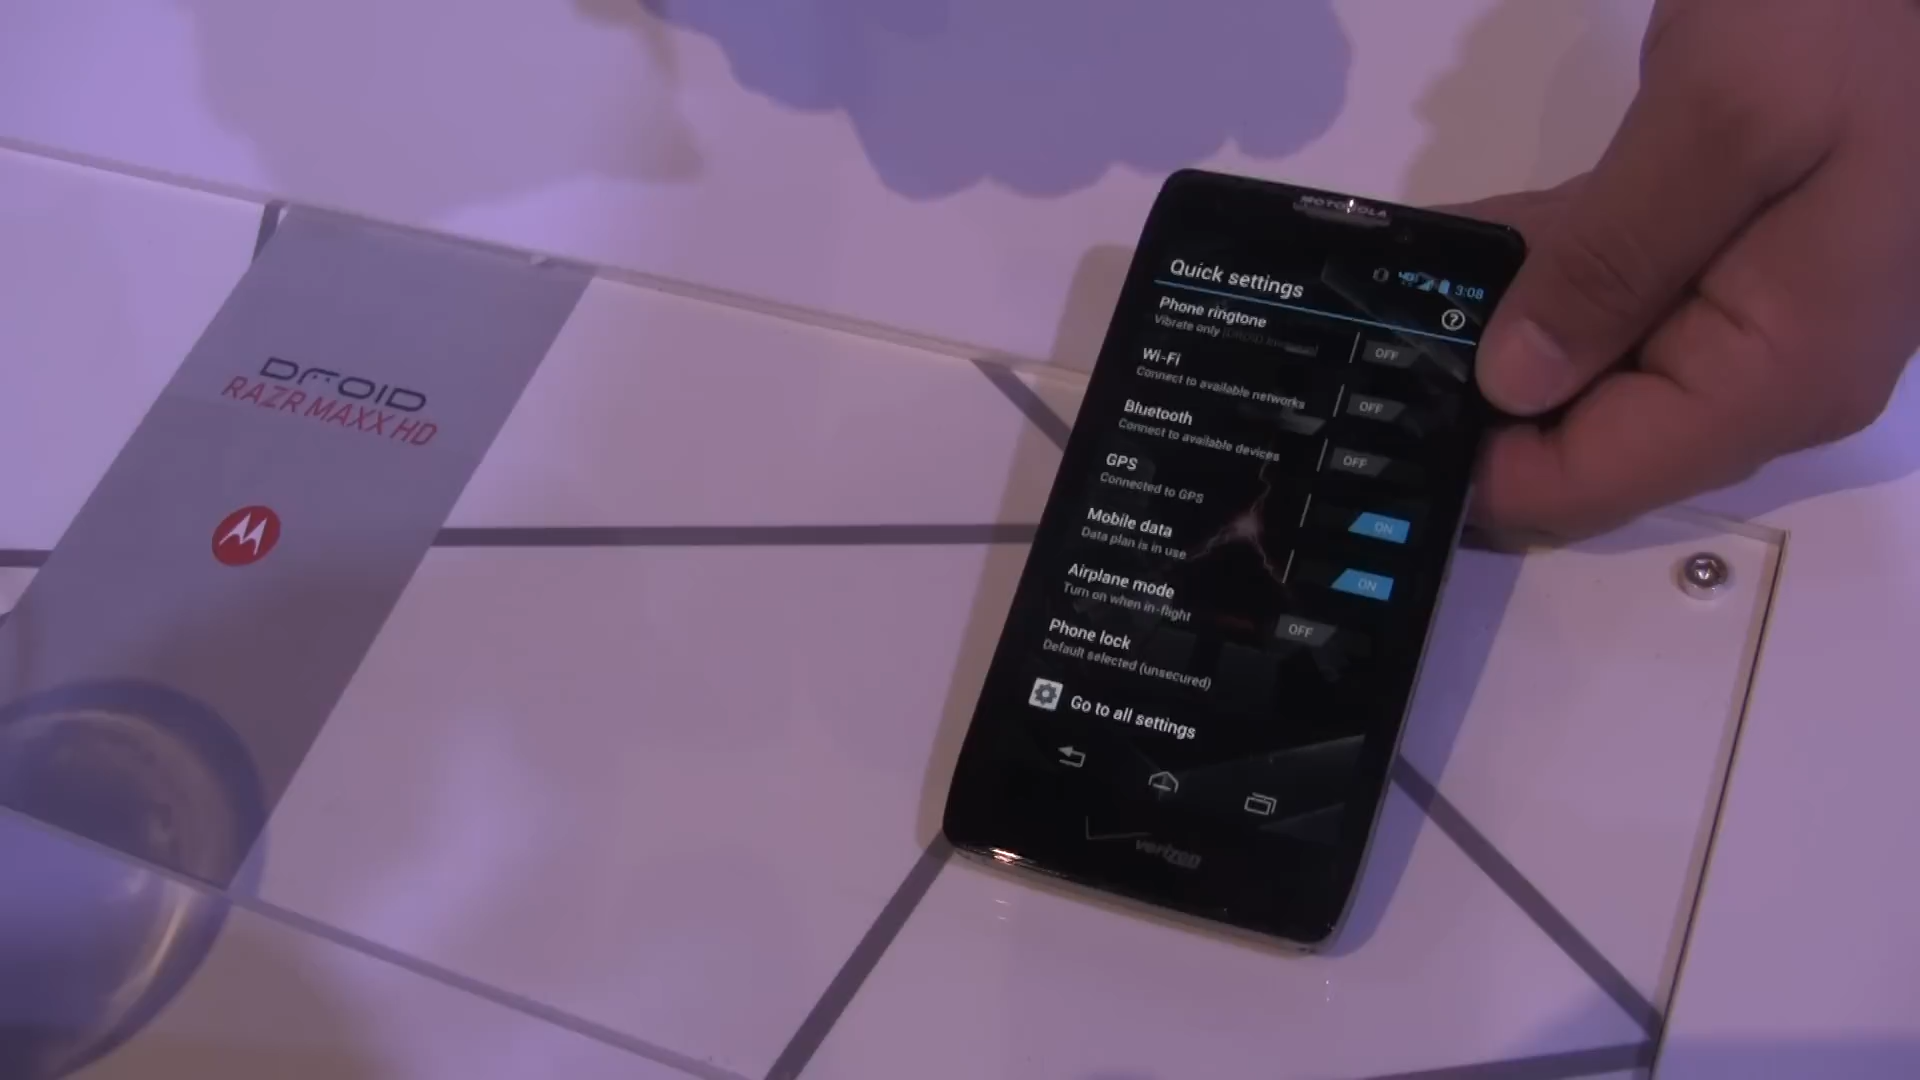 DROID
RAZR MAXX HD
MOTOROLA
3:08
Quick settings
Phone ringtone
Vibrate only
OFF
Wi-Fi
Connect to available networks
OFF
Bluetooth
Connect to available devices
OFF
GPS
Connected to GPS
ON
Mobile data
Data plan is in use
ON
Airplane mode
Turn on when in-flight
OFF
Phone lock
Default selected (unsecured)
Go to all settings
verizon